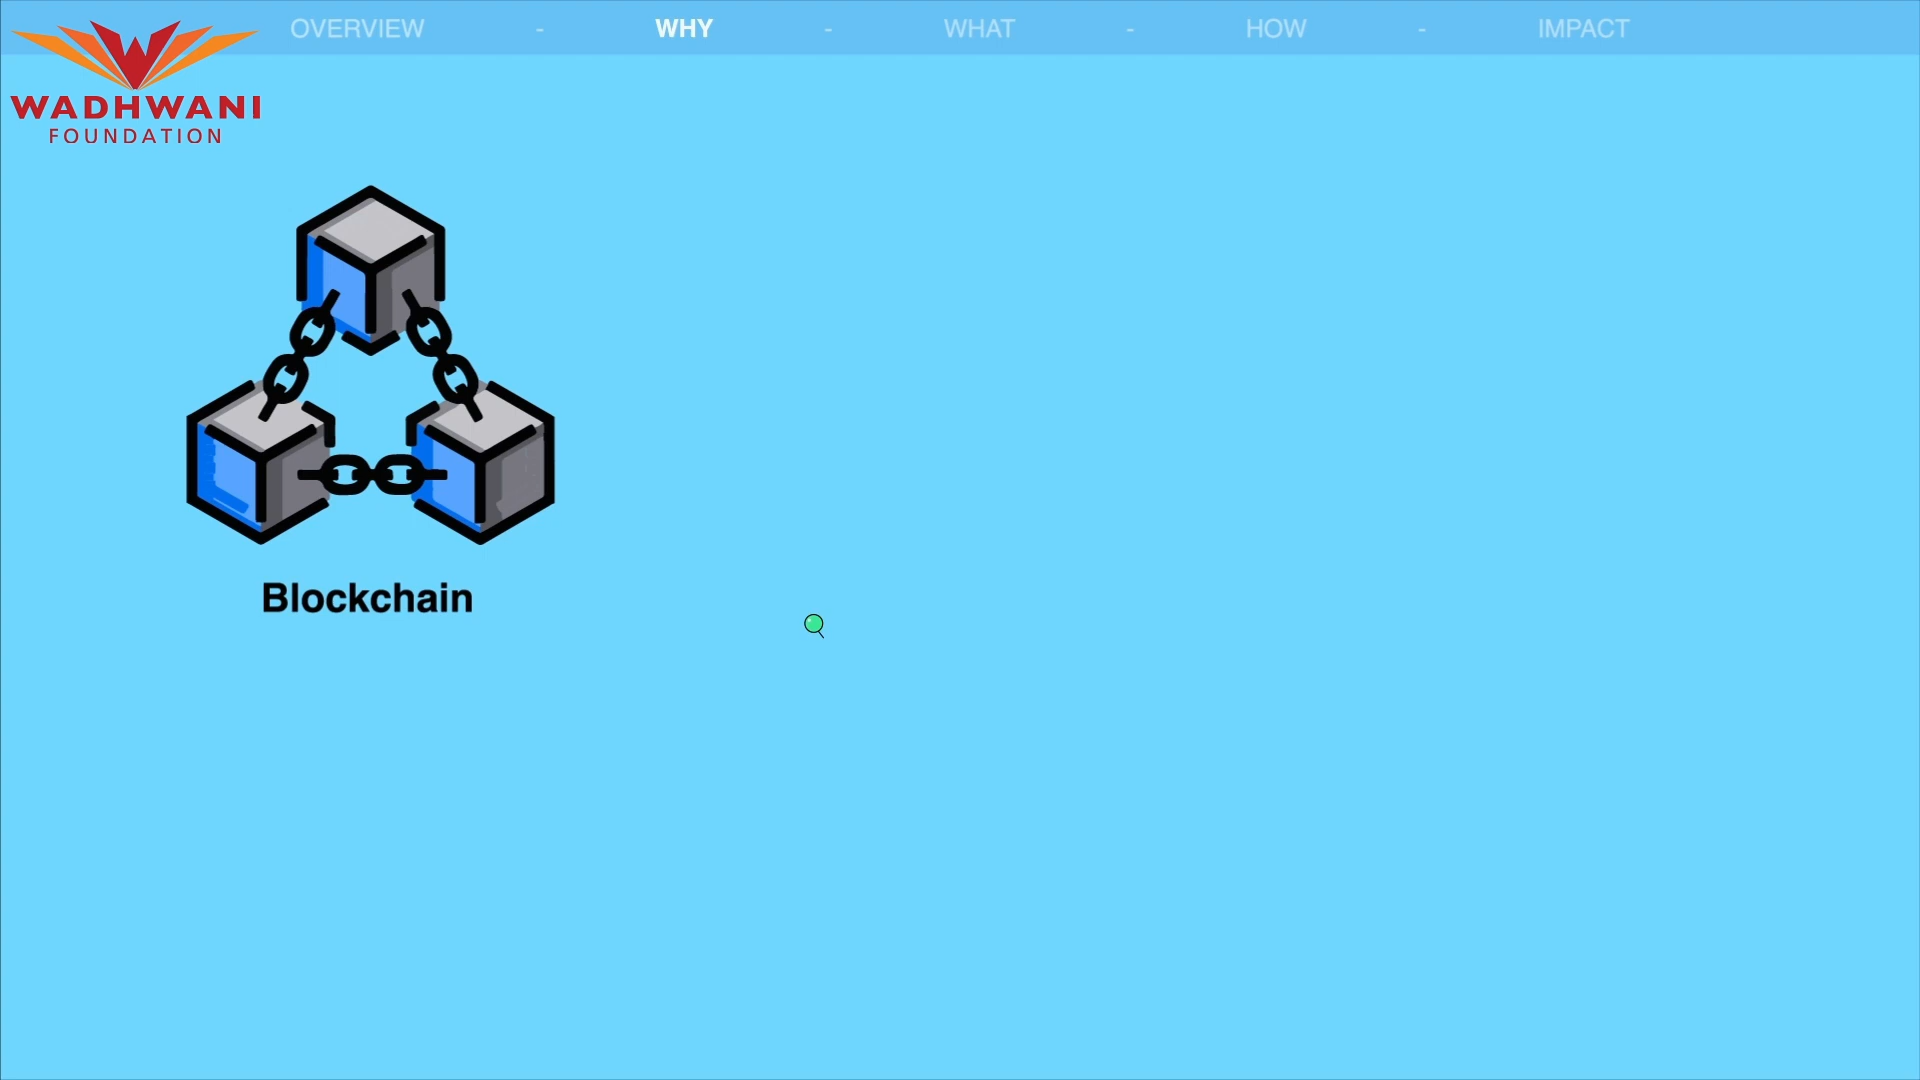 OVERVIEW - WHY - WHAT - HOW - IMPACT
WADHWANI
FOUNDATION
Blockchain